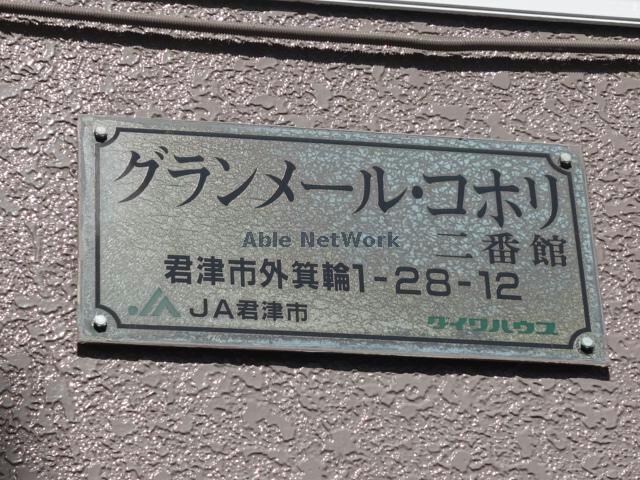 グランメール・コホリ
二番館
Able NetWork
君津市外箕輪1-28-12
JA JA君津市
ダイワハウス